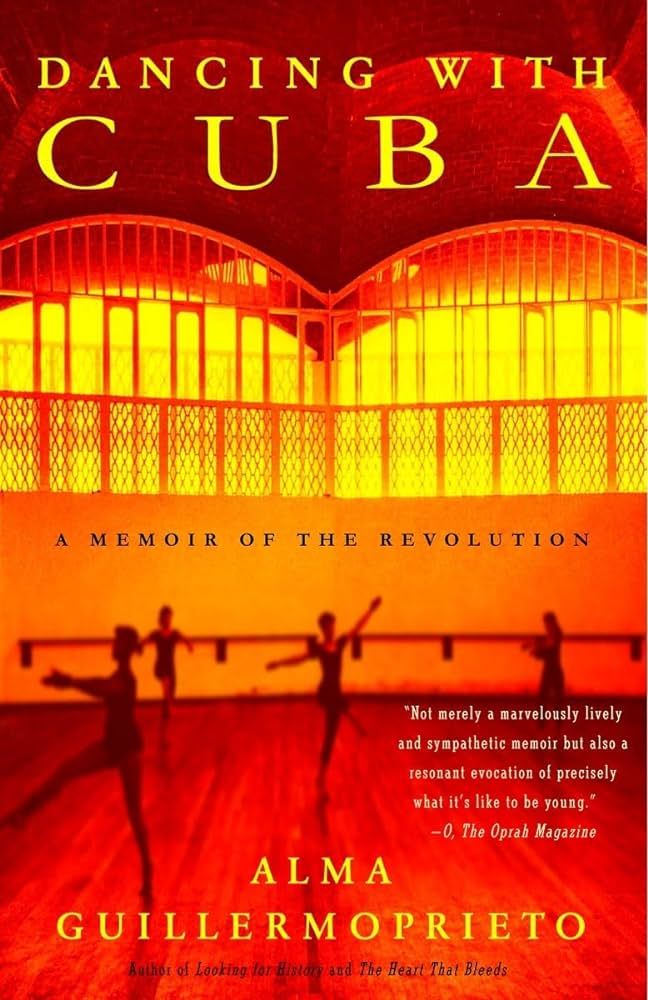 DANCING WITH
CUBA
A MEMOIR OF THE REVOLUTION
"Not merely a marvelously lively
and sympathetic memoir but also a
resonant evocation of precisely
what it's like to be young."
—O, The Oprah Magazine
ALMA
GUILLERMOPRIETO
Author of Looking for History and The Heart That Bleeds